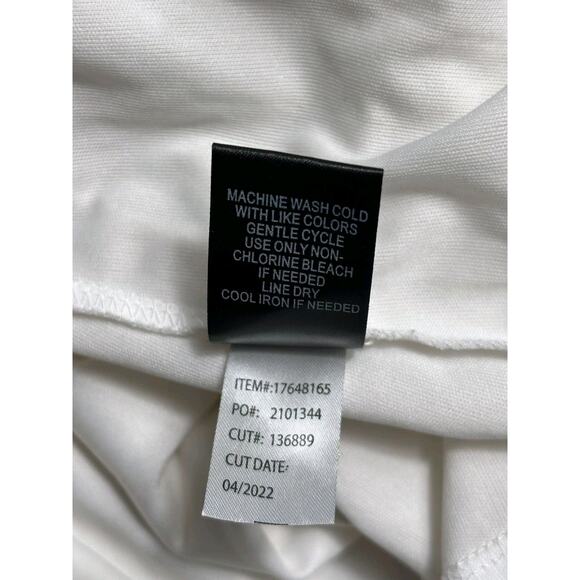 MACHINE WASH COLD
WITH LIKE COLORS
GENTLE CYCLE
USE ONLY NON-
CHLORINE BLEACH
IF NEEDED
LINE DRY
COOL IRON IF NEEDED
ITEM#:17648165
PO#: 2101344
CUT#: 136889
CUT DATE:
04/2022